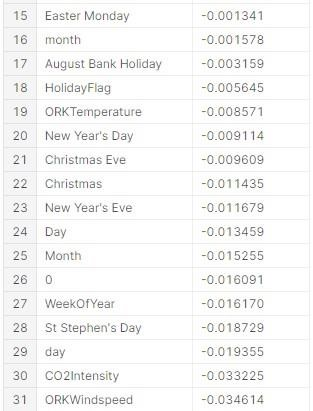 15 Easter Monday -0.001341
16 month -0.001578
17 August Bank Holiday -0.003159
18 HolidayFlag -0.005645
19 ORKTemperature -0.008571
20 New Year's Day -0.009114
21 Christmas Eve -0.009609
22 Christmas -0.011435
23 New Year's Eve -0.011679
24 Day -0.013459
25 Month -0.015255
26 0 -0.016091
27 WeekOfYear -0.016170
28 St Stephen's Day -0.018729
29 day -0.019355
30 CO2Intensity -0.033225
31 ORKWindspeed -0.034614